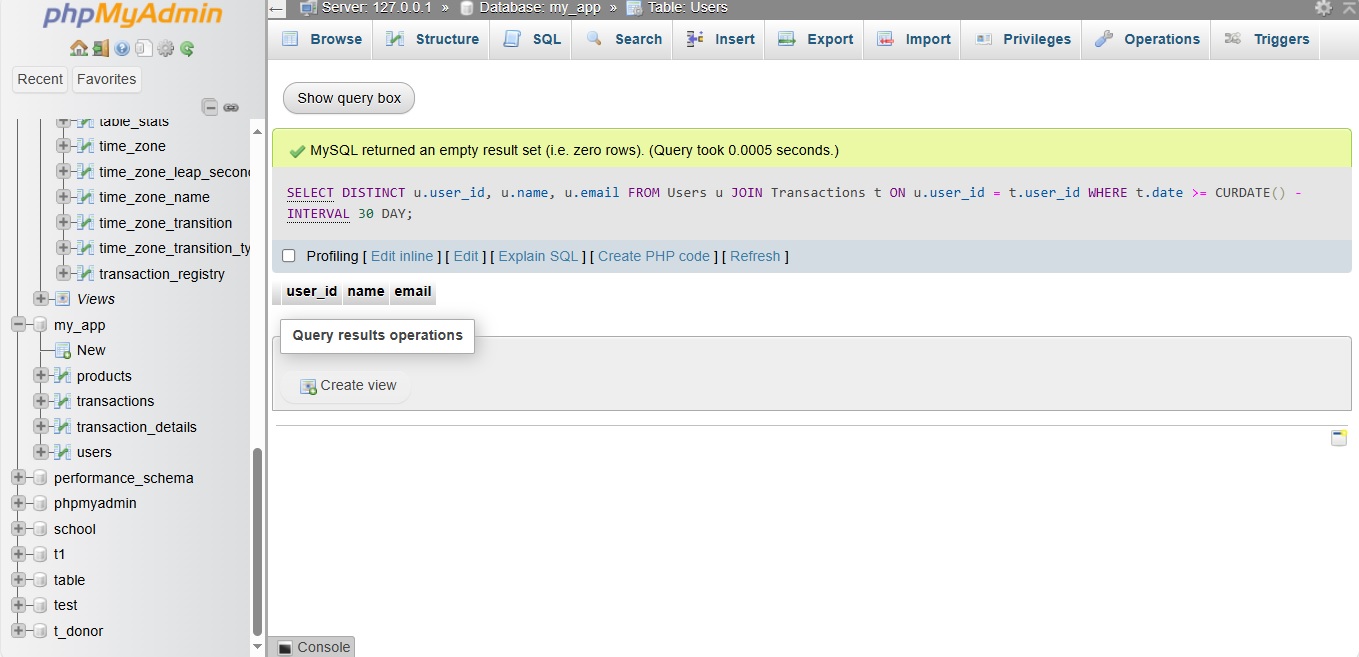 phpMyAdmin
Recent Favorites
table_stats
time_zone
time_zone_leap_secon
time_zone_name
time_zone_transition
time_zone_transition_ty
transaction_registry
Views
my_app
New
products
transactions
transaction_details
users
performance_schema
phpmyadmin
school
t1
table
test
t_donor
Server: 127.0.0.1 » Database: my_app » Table: Users
Browse Structure SQL Search Insert Export Import Privileges Operations Triggers
Show query box
MySQL returned an empty result set (i.e. zero rows). (Query took 0.0005 seconds.)
SELECT DISTINCT u.user_id, u.name, u.email FROM Users u JOIN Transactions t ON u.user_id = t.user_id WHERE t.date >= CURDATE() -
INTERVAL 30 DAY;
Profiling [ Edit inline ] [ Edit ] [ Explain SQL ] [ Create PHP code ] [ Refresh ]
user_id name email
Query results operations
Create view
Console